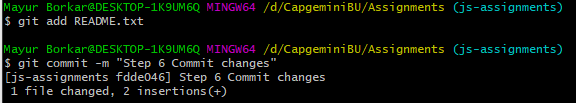 Mayur Borkar@DESKTOP-1K9UM6Q MINGW64 /d/CapgeminiBU/Assignments (js-assignments)
$ git add README.txt
Mayur Borkar@DESKTOP-1K9UM6Q MINGW64 /d/CapgeminiBU/Assignments (js-assignments)
$ git commit -m "Step 6 Commit changes"
[js-assignments fdde046] Step 6 Commit changes
1 file changed, 2 insertions(+)